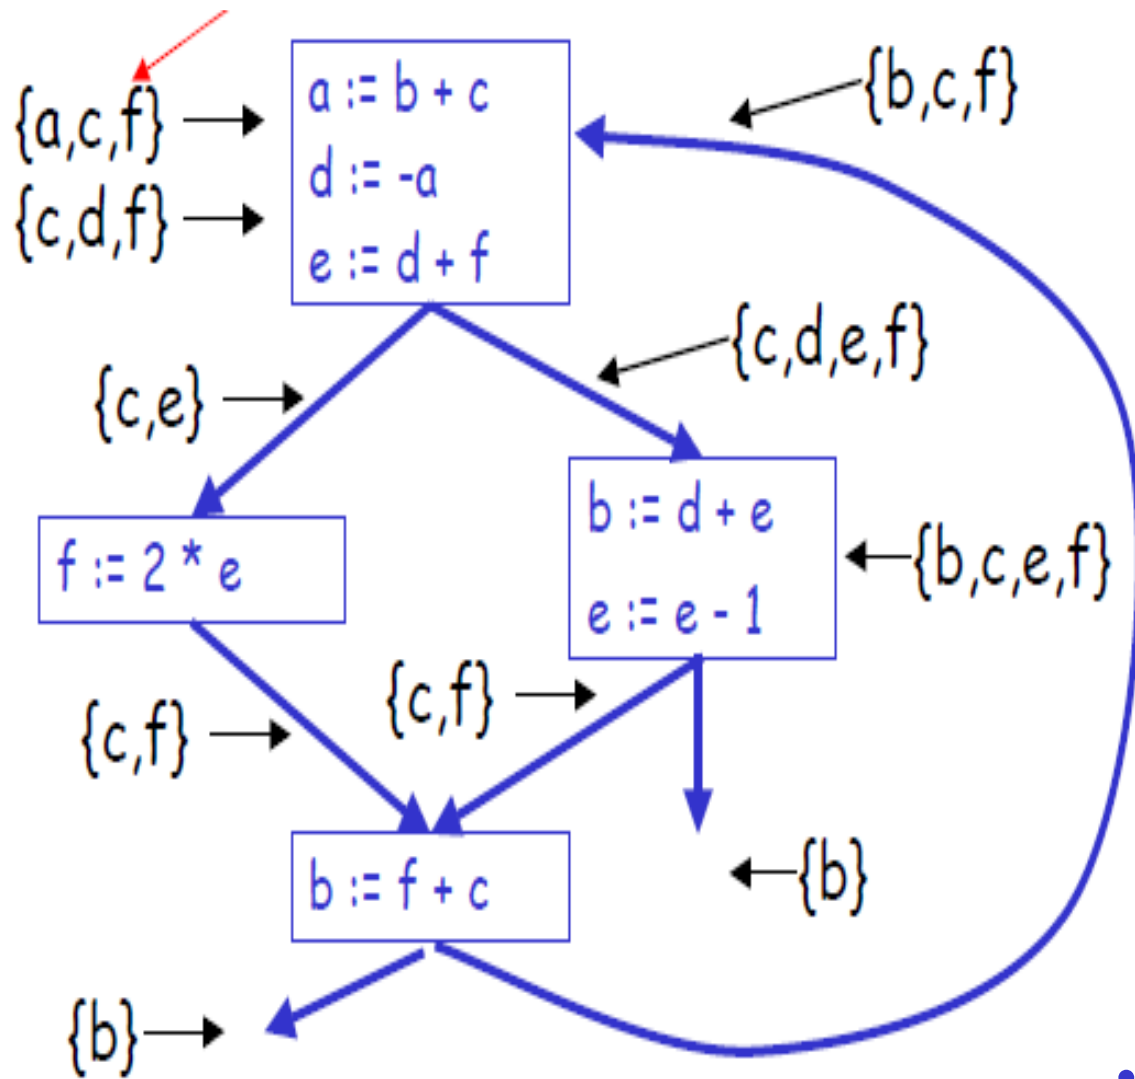 {b,c,f}
{a,c,f}
a := b + c
{c,d,f}
d := -a
e := d + f
{c,d,e,f}
{c,e}
b := d + e
f := 2 * e
{b,c,e,f}
e := e - 1
{c,f}
{c,f}
b := f + c
{b}
{b}